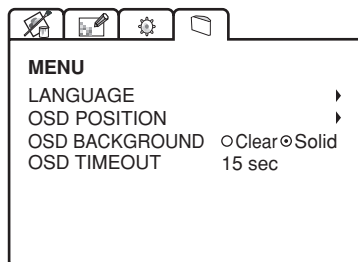 MENU
LANGUAGE
OSD POSITION
OSD BACKGROUND Clear Solid
OSD TIMEOUT 15 sec